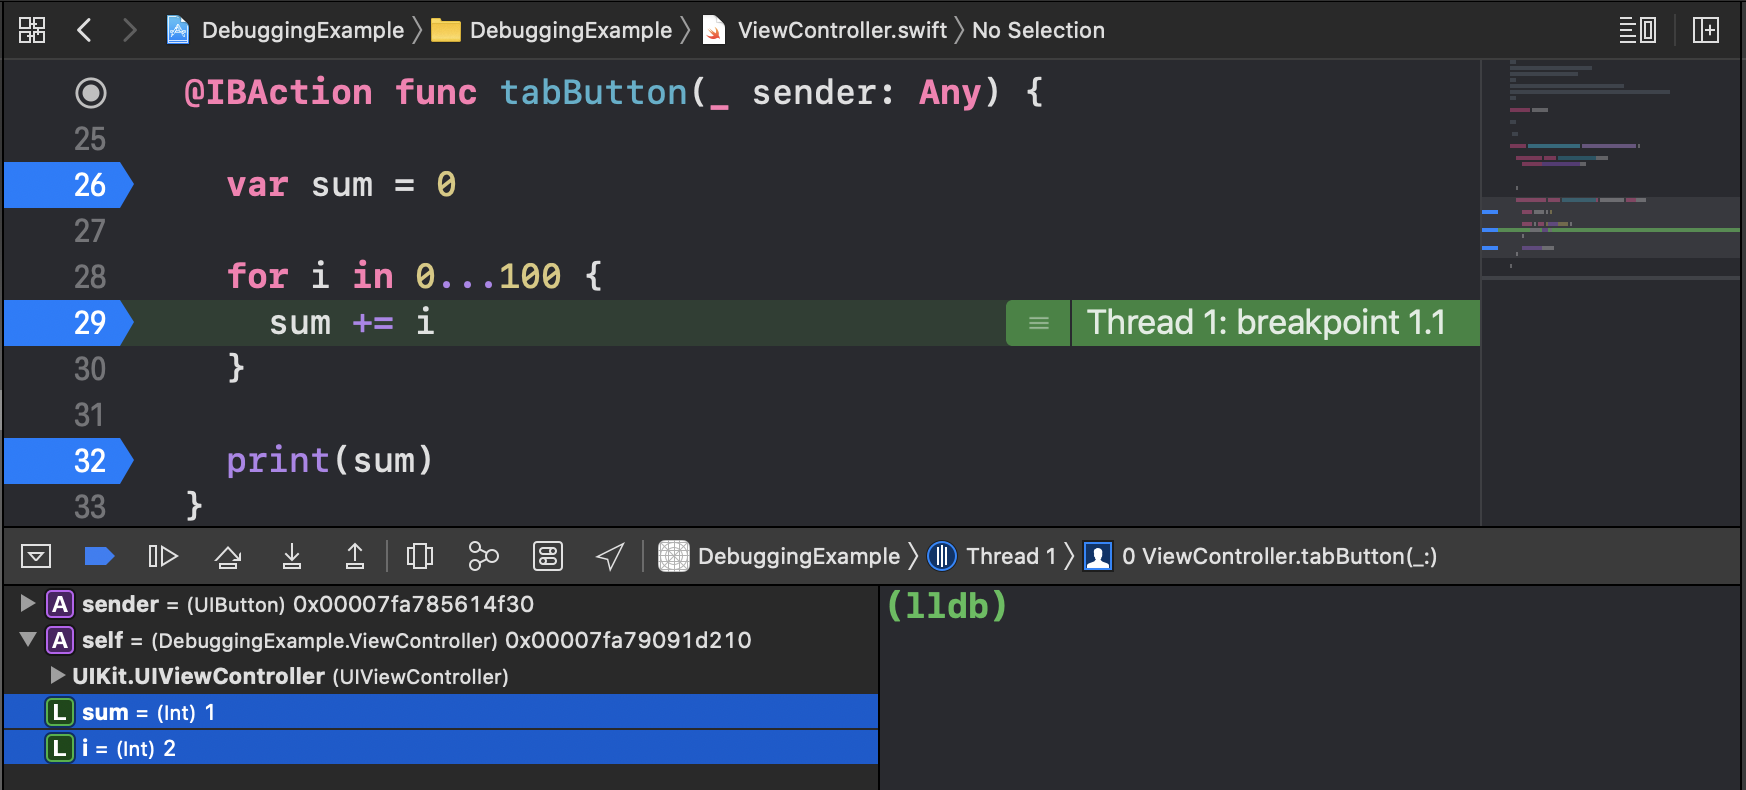 DebuggingExample DebuggingExample ViewController.swift No Selection
@IBAction func tabButton(_ sender: Any) {
25
26 var sum = 0
27
28 for i in 0...100 {
29 sum += i Thread 1: breakpoint 1.1
30 }
31
32 print(sum)
33 }
DebuggingExample Thread 1 0 ViewController.tabButton(_:)
A sender = (UIButton) 0x00007fa785614f30
(lldb)
A self = (DebuggingExample.ViewController) 0x00007fa79091d210
UIKit.UIViewController (UIViewController)
L sum = (Int) 1
L i = (Int) 2